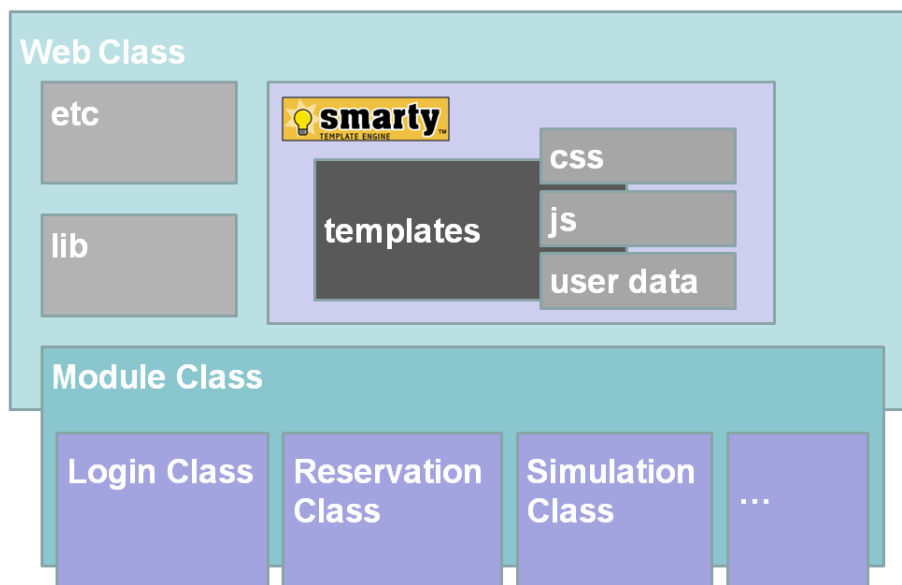 Web Class
etc
smarty
TEMPLATE ENGINE
TM
css
templates
js
lib
user data
Module Class
Login Class
Reservation
Class
Simulation
Class
...